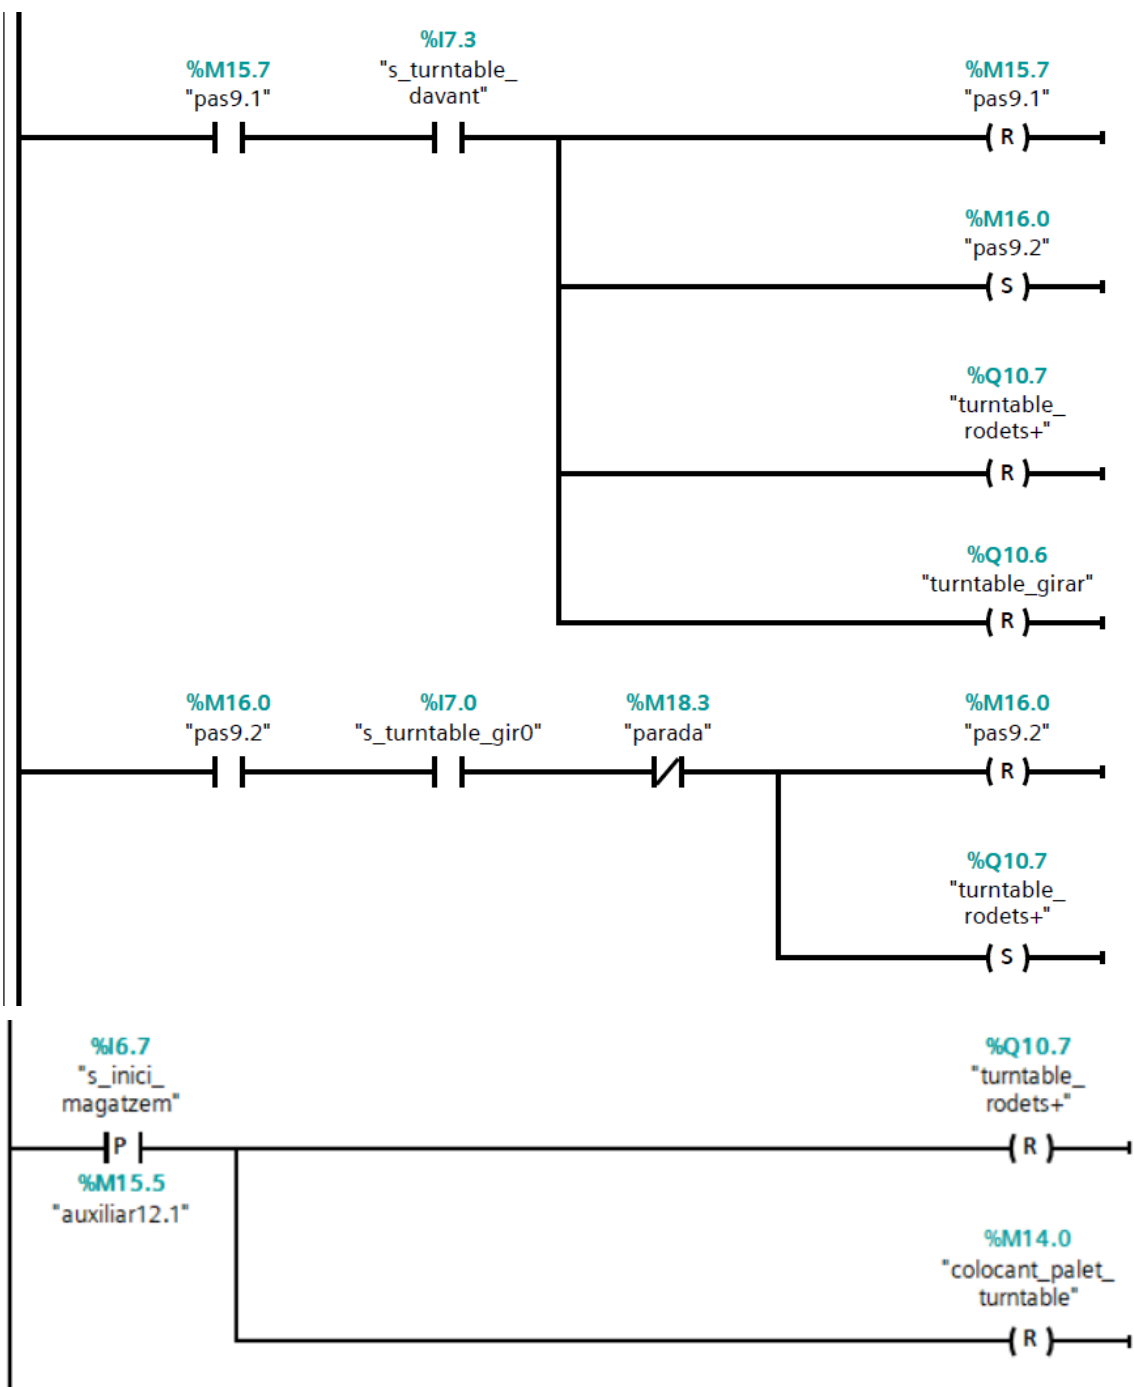 %I7.3
%M15.7
"s_turntable_
%M15.7
"pas9.1"
davant"
"pas9.1"
R
%M16.0
"pas9.2"
S
%Q10.7
"turntable_
rodets+"
R
%Q10.6
"turntable_girar"
R
%M16.0
%I7.0
%M18.3
%M16.0
"pas9.2"
"s_turntable_gir0"
"parada"
"pas9.2"
R
%Q10.7
"turntable_
rodets+"
S
%I6.7
%Q10.7
"s_inici_
"turntable_
magatzem"
rodets+"
P
R
%M15.5
"auxiliar12.1"
%M14.0
"colocant_palet_
turntable"
R